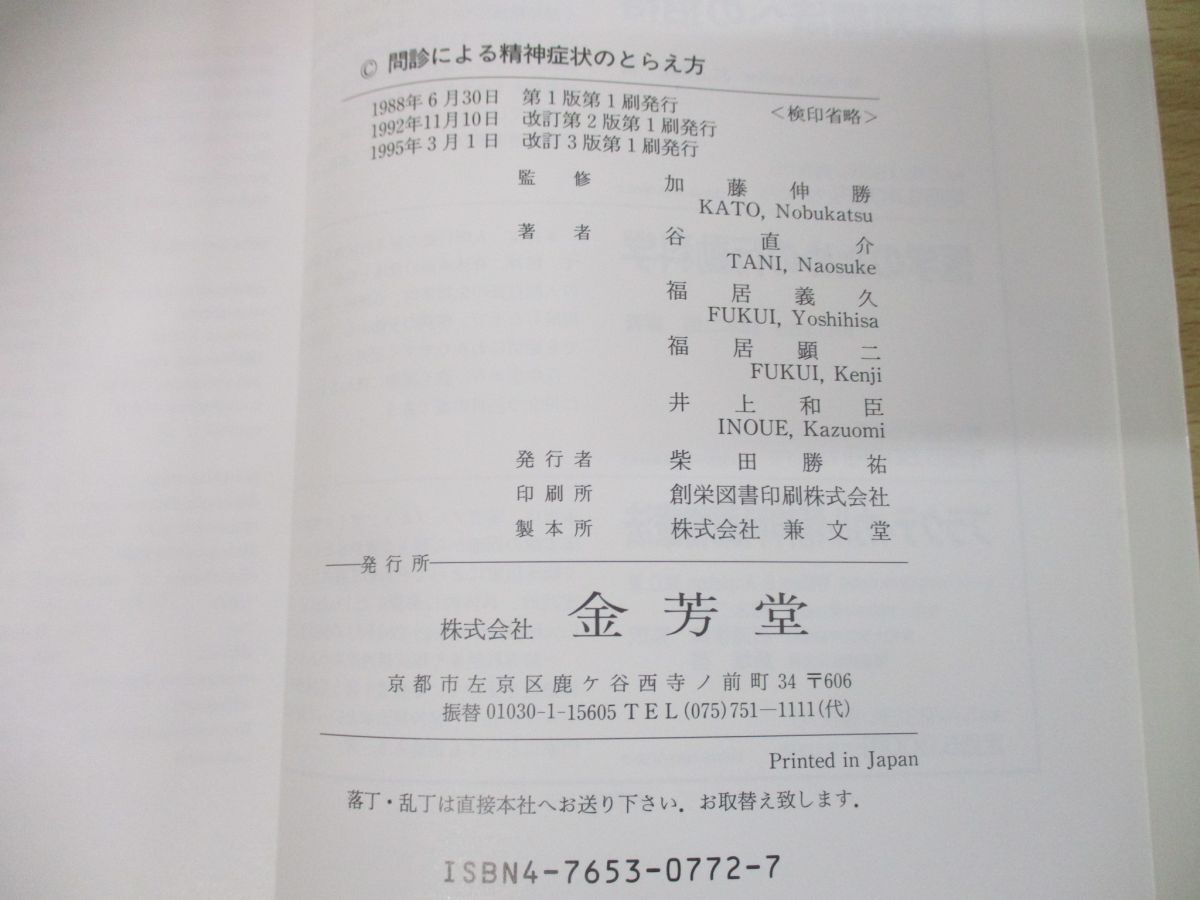 © 問診による精神症状のとらえ方
1988年6月30日 第1版第1刷発行 <検印省略>
1992年11月10日 改訂第2版第1刷発行
1995年3月1日 改訂3版第1刷発行
監修 加藤伸勝
KATO, Nobukatsu
著者 谷直介
TANI, Naosuke
福居義久
FUKUI, Yoshihisa
福居顕二
FUKUI, Kenji
井上和臣
INOUE, Kazuomi
発行者 柴田勝祐
印刷所 創栄図書印刷株式会社
製本所 株式会社 兼文堂
発行所
株式会社 金芳堂
京都市左京区鹿ケ谷西寺ノ前町34 〒606
振替01030-1-15605 TEL(075)751―1111(代)
Printed in Japan
落丁・乱丁は直接本社へお送り下さい．お取替え致します．
ISBN4-7653-0772-7